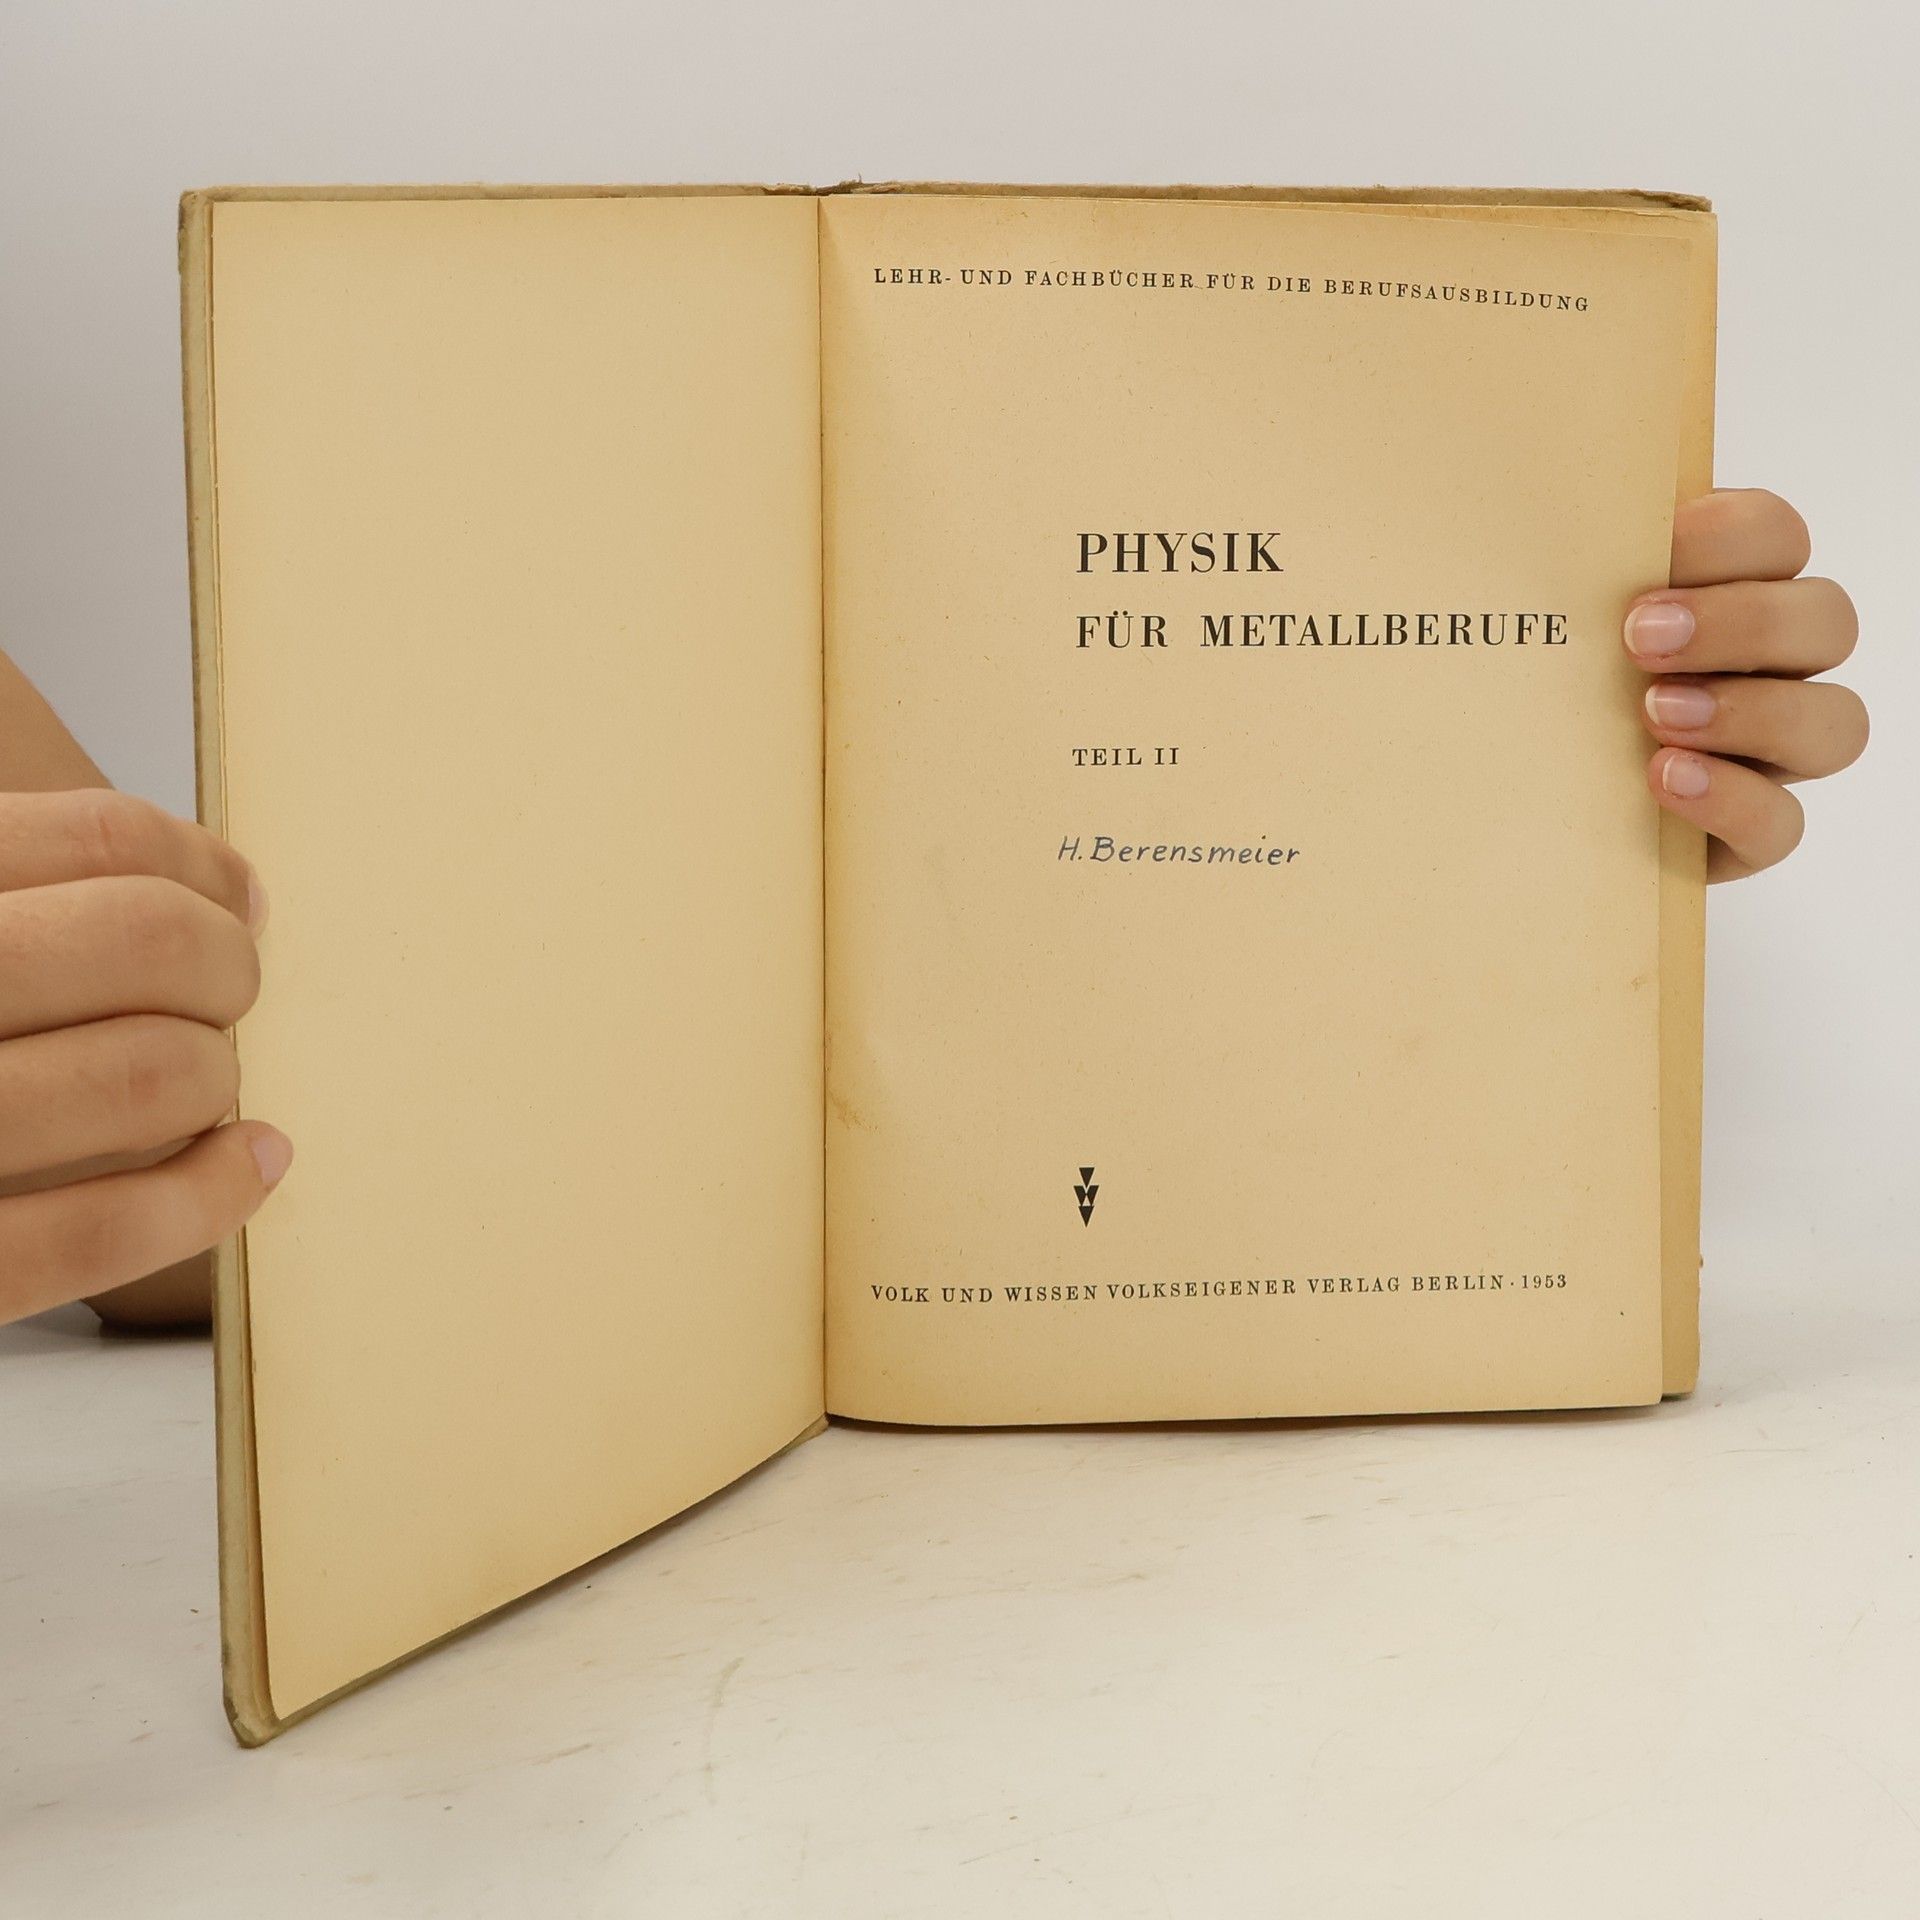 LEHR- UND FACHBÜCHER FÜR DIE BERUFSAUSBILDUNG
PHYSIK
FÜR METALLBERUFE
TEIL II
H. Berensmeier
VOLK UND WISSEN VOLKSEIGENER VERLAG BERLIN · 1953